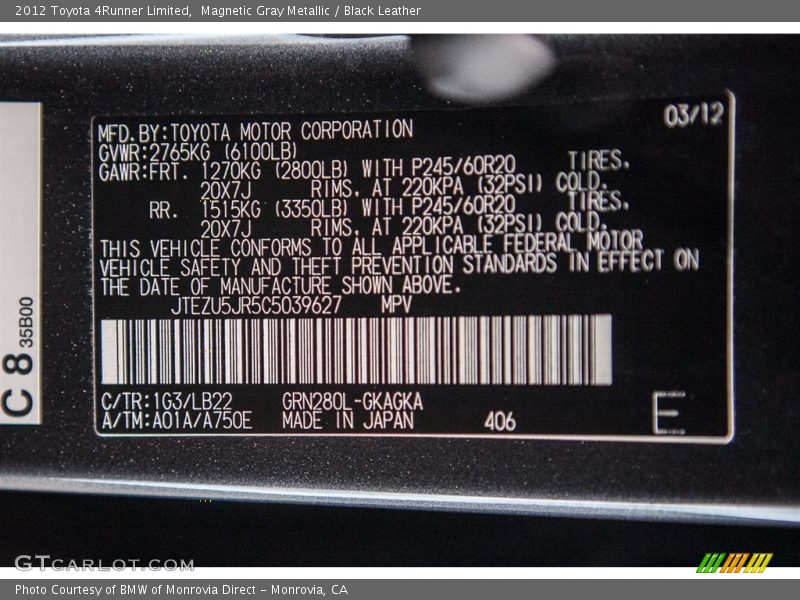 2012 Toyota 4Runner Limited,  Magnetic Gray Metallic / Black Leather
03/12
MFD.BY:TOYOTA MOTOR CORPORATION
GVWR:2765KG (6100LB)
GAWR:FRT. 1270KG (2800LB) WITH P245/60R20 TIRES.
20X7J RIMS. AT 220KPA (32PSI) COLD.
RR. 1515KG (3350LB) WITH P245/60R20 TIRES.
20X7J RIMS. AT 220KPA (32PSI) COLD.
THIS VEHICLE CONFORMS TO ALL APPLICABLE FEDERAL MOTOR
VEHICLE SAFETY AND THEFT PREVENTION STANDARDS IN EFFECT ON
THE DATE OF MANUFACTURE SHOWN ABOVE.
JTEZU5JR5C5039627 MPV
C/TR:1G3/LB22 GRN280L-GKAGKA
A/TM:A01A/A750E MADE IN JAPAN 406
E
C 8 35B00
GTCARLOT.COM
Photo Courtesy of BMW of Monrovia Direct - Monrovia, CA